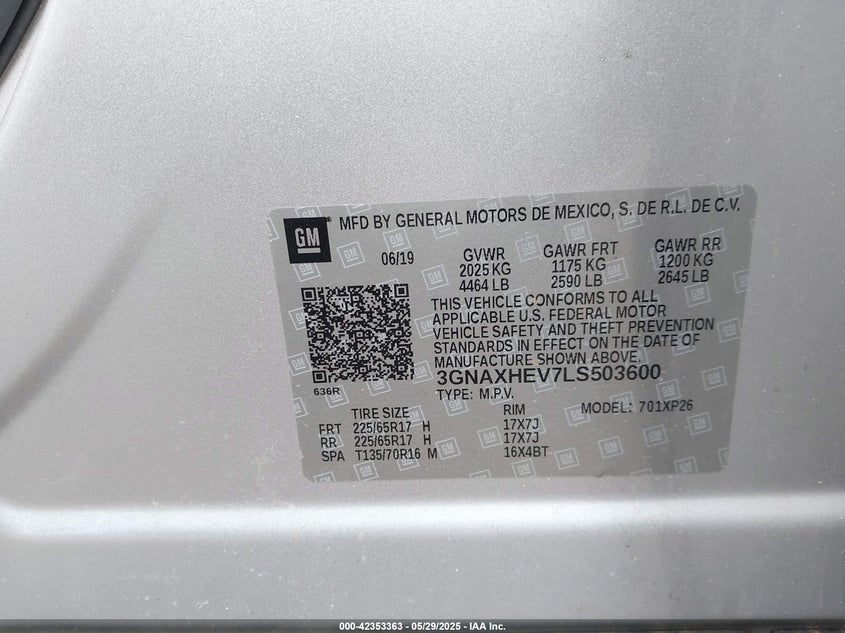 GM
MFD BY GENERAL MOTORS DE MEXICO, S. DE R.L. DE C.V.
06/19 GVWR GAWR FRT GAWR RR
2025 KG 1175 KG 1200 KG
4464 LB 2590 LB 2645 LB
THIS VEHICLE CONFORMS TO ALL
APPLICABLE U.S. FEDERAL MOTOR
VEHICLE SAFETY AND THEFT PREVENTION
STANDARDS IN EFFECT ON THE DATE OF
MANUFACTURE SHOWN ABOVE.
636R
3GNAXHEV7LS503600
TYPE: M.P.V. MODEL: 701XP26
TIRE SIZE RIM
FRT 225/65R17 H 17X7J
RR 225/65R17 H 17X7J
SPA T135/70R16 M 16X4BT
000-42353363 - 05/29/2025 - IAA Inc.